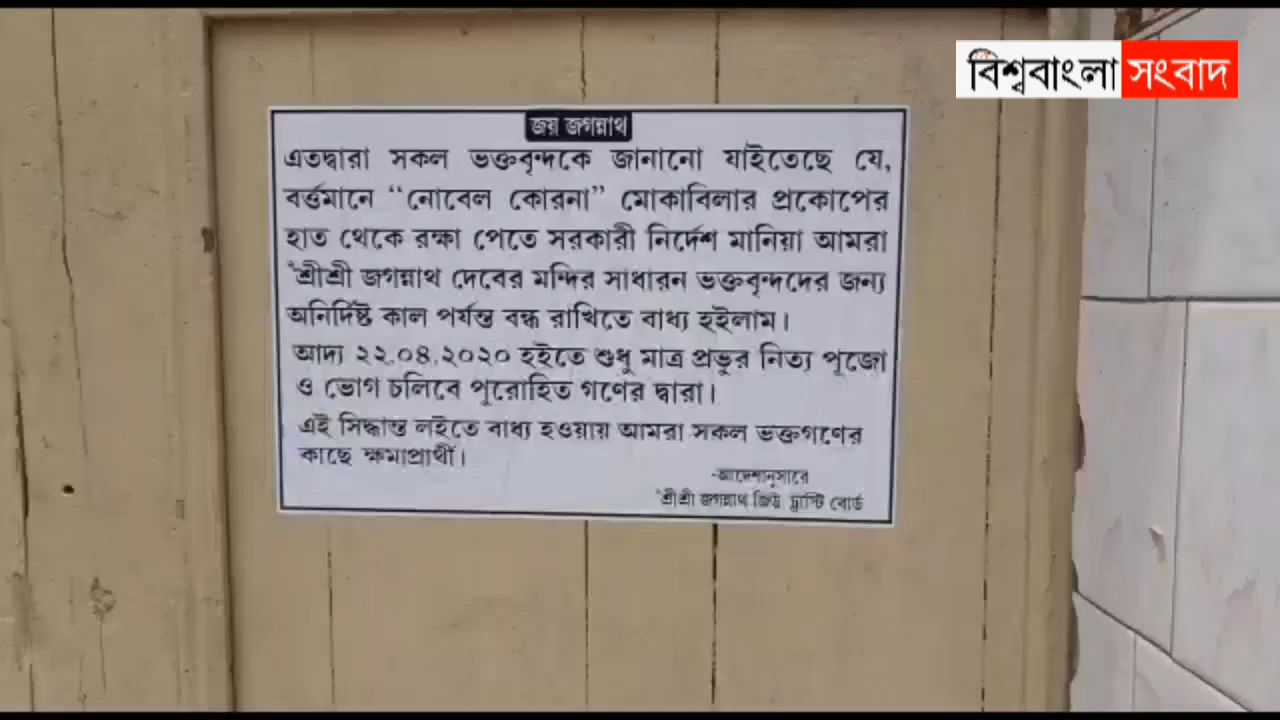 বিশ্ববাংলা সংবাদ
জয় জগন্নাথ
এতদ্বারা সকল ভক্তবৃন্দকে জানানো যাইতেছে যে,
বর্ত্তমানে “নোবেল কোরনা” মোকাবিলার প্রকোপের
হাত থেকে রক্ষা পেতে সরকারী নির্দেশ মানিয়া আমরা
ঁশ্রীশ্রী জগন্নাথ দেবের মন্দির সাধারন ভক্তবৃন্দদের জন্য
অনির্দিষ্ট কাল পর্যন্ত বন্ধ রাখিতে বাধ্য হইলাম।
আদ্য ২২.০৪.২০২০ হইতে শুধু মাত্র প্রভুর নিত্য পূজো
ও ভোগ চলিবে পুরোহিত গণের দ্বারা।
এই সিদ্ধান্ত লইতে বাধ্য হওয়ায় আমরা সকল ভক্তগণের
কাছে ক্ষমাপ্রার্থী।
-আদেশানুসারে
ঁশ্রীশ্রী জগন্নাথ জিউ ট্রাস্টি বোর্ড